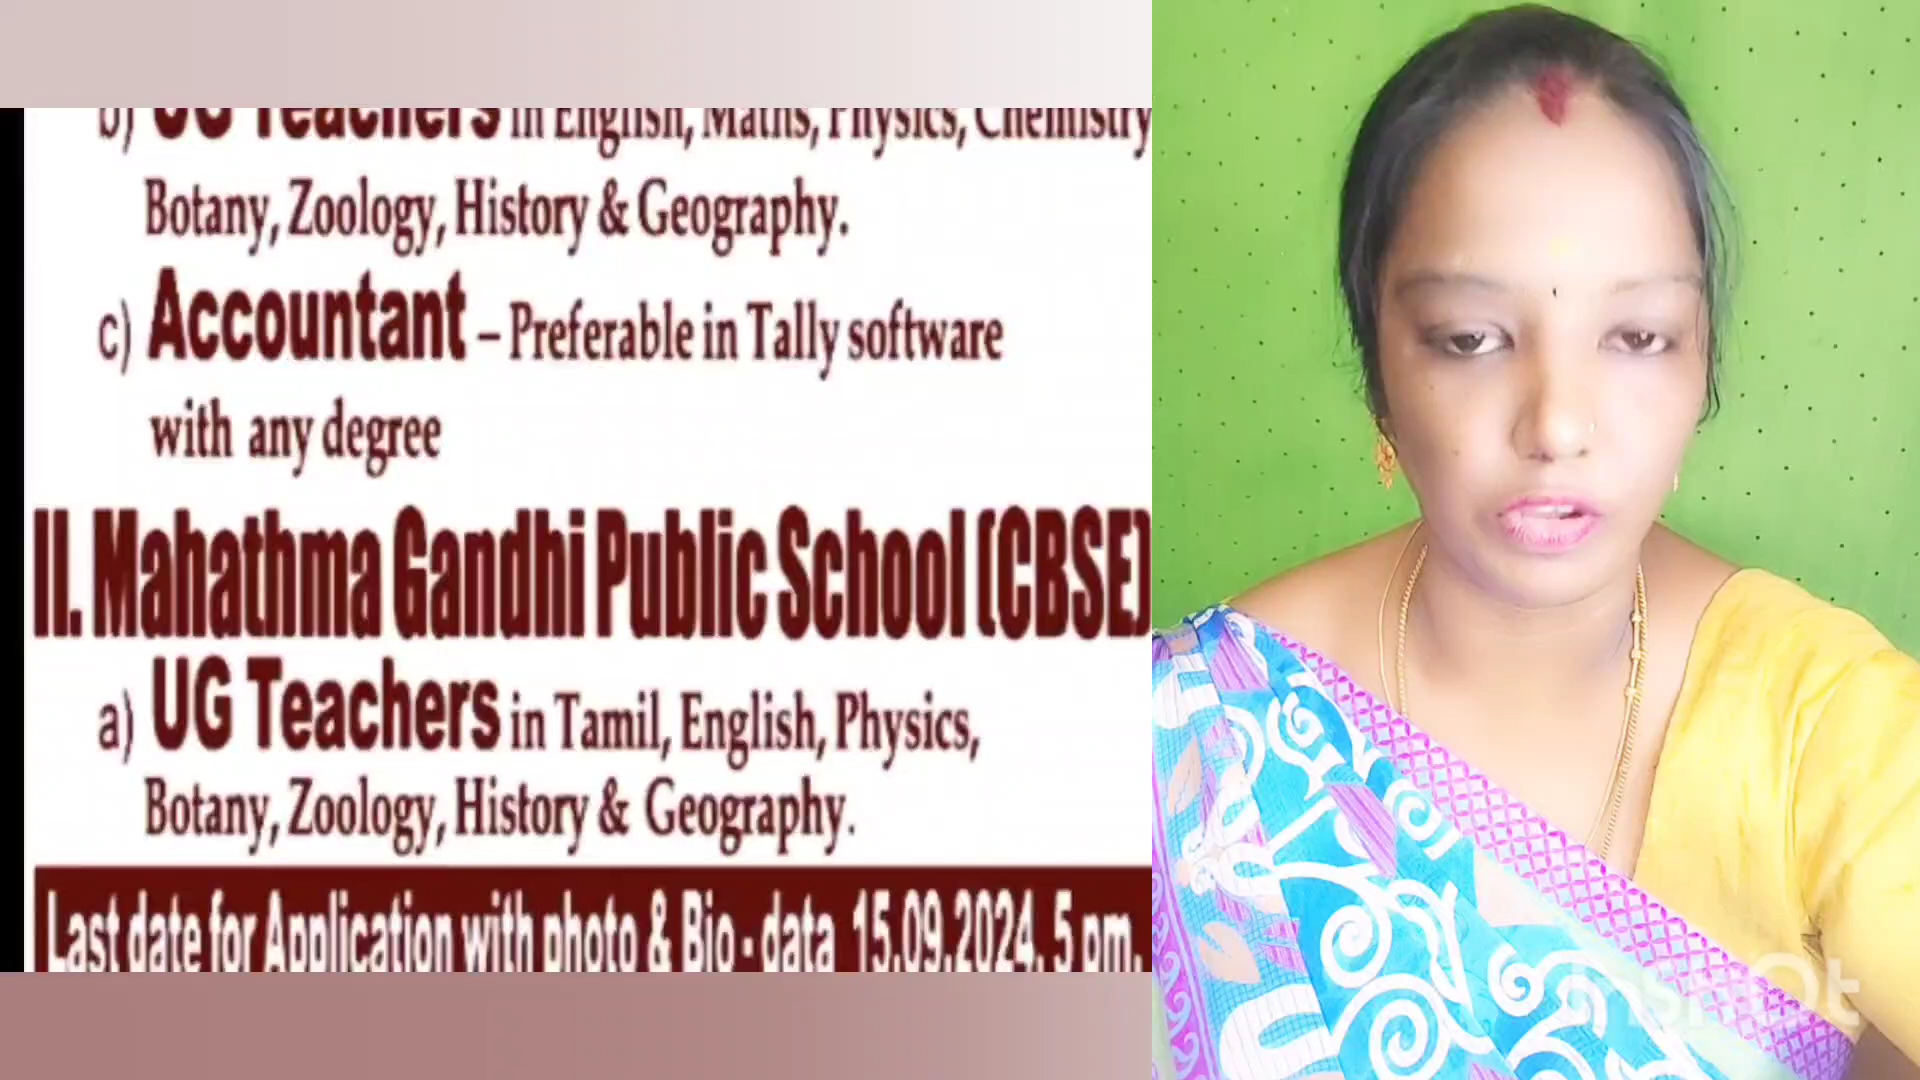 b) UG Teachers in English, Maths, Physics, Chemistry
Botany, Zoology, History & Geography.
c) Accountant – Preferable in Tally software
with any degree
II. Mahathma Gandhi Public School (CBSE)
a) UG Teachers in Tamil, English, Physics,
Botany, Zoology, History & Geography.
Last date for Application with photo & Bio - data 15.09.2024, 5 pm.